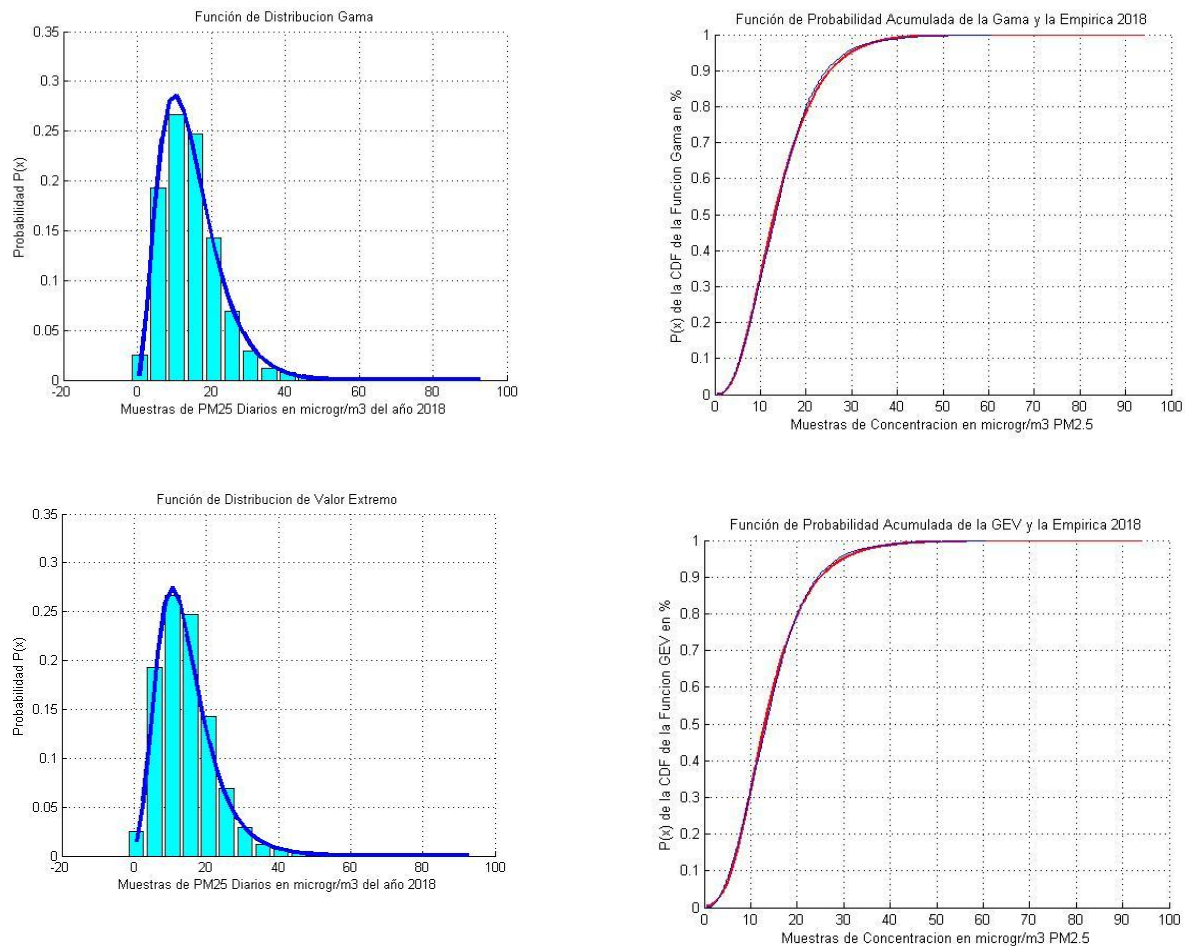 Función de Distribucion Gama
0.35
0.3
0.25
0.2
0.15
0.1
0.05
0
Probabilidad P(x)
-20 0 20 40 60 80 100
Muestras de PM25 Diarios en microgr/m3 del año 2018
Función de Probabilidad Acumulada de la Gama y la Empirica 2018
1
0.9
0.8
0.7
0.6
0.5
0.4
0.3
0.2
0.1
0
P(x) de la CDF de la Funcion Gama en %
0 10 20 30 40 50 60 70 80 90 100
Muestras de Concentracion en microgr/m3 PM2.5
Función de Distribucion de Valor Extremo
0.35
0.3
0.25
0.2
0.15
0.1
0.05
0
Probabilidad P(x)
-20 0 20 40 60 80 100
Muestras de PM25 Diarios en microgr/m3 del año 2018
Función de Probabilidad Acumulada de la GEV y la Empirica 2018
1
0.9
0.8
0.7
0.6
0.5
0.4
0.3
0.2
0.1
0
P(x) de la CDF de la Funcion GEV en %
0 10 20 30 40 50 60 70 80 90 100
Muestras de Concentracion en microgr/m3 PM2.5